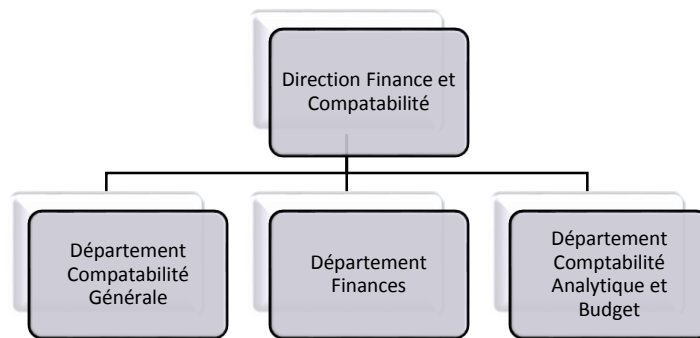 Direction Finance et
Compatabilité
Département
Compatabilité
Générale
Département
Finances
Département
Comptabilité
Analytique et
Budget